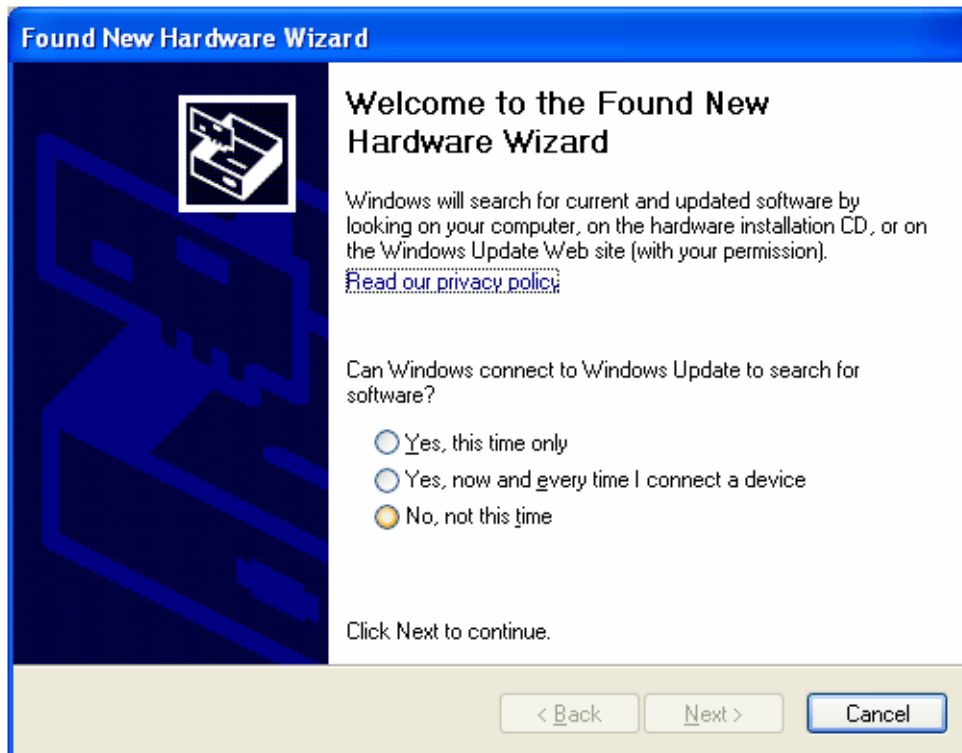 Found New Hardware Wizard
Welcome to the Found New
Hardware Wizard
Windows will search for current and updated software by
looking on your computer, on the hardware installation CD, or on
the Windows Update Web site (with your permission).
Read our privacy policy
Can Windows connect to Windows Update to search for
software?
Yes, this time only
Yes, now and every time I connect a device
No, not this time
Click Next to continue.
< Back
Next >
Cancel